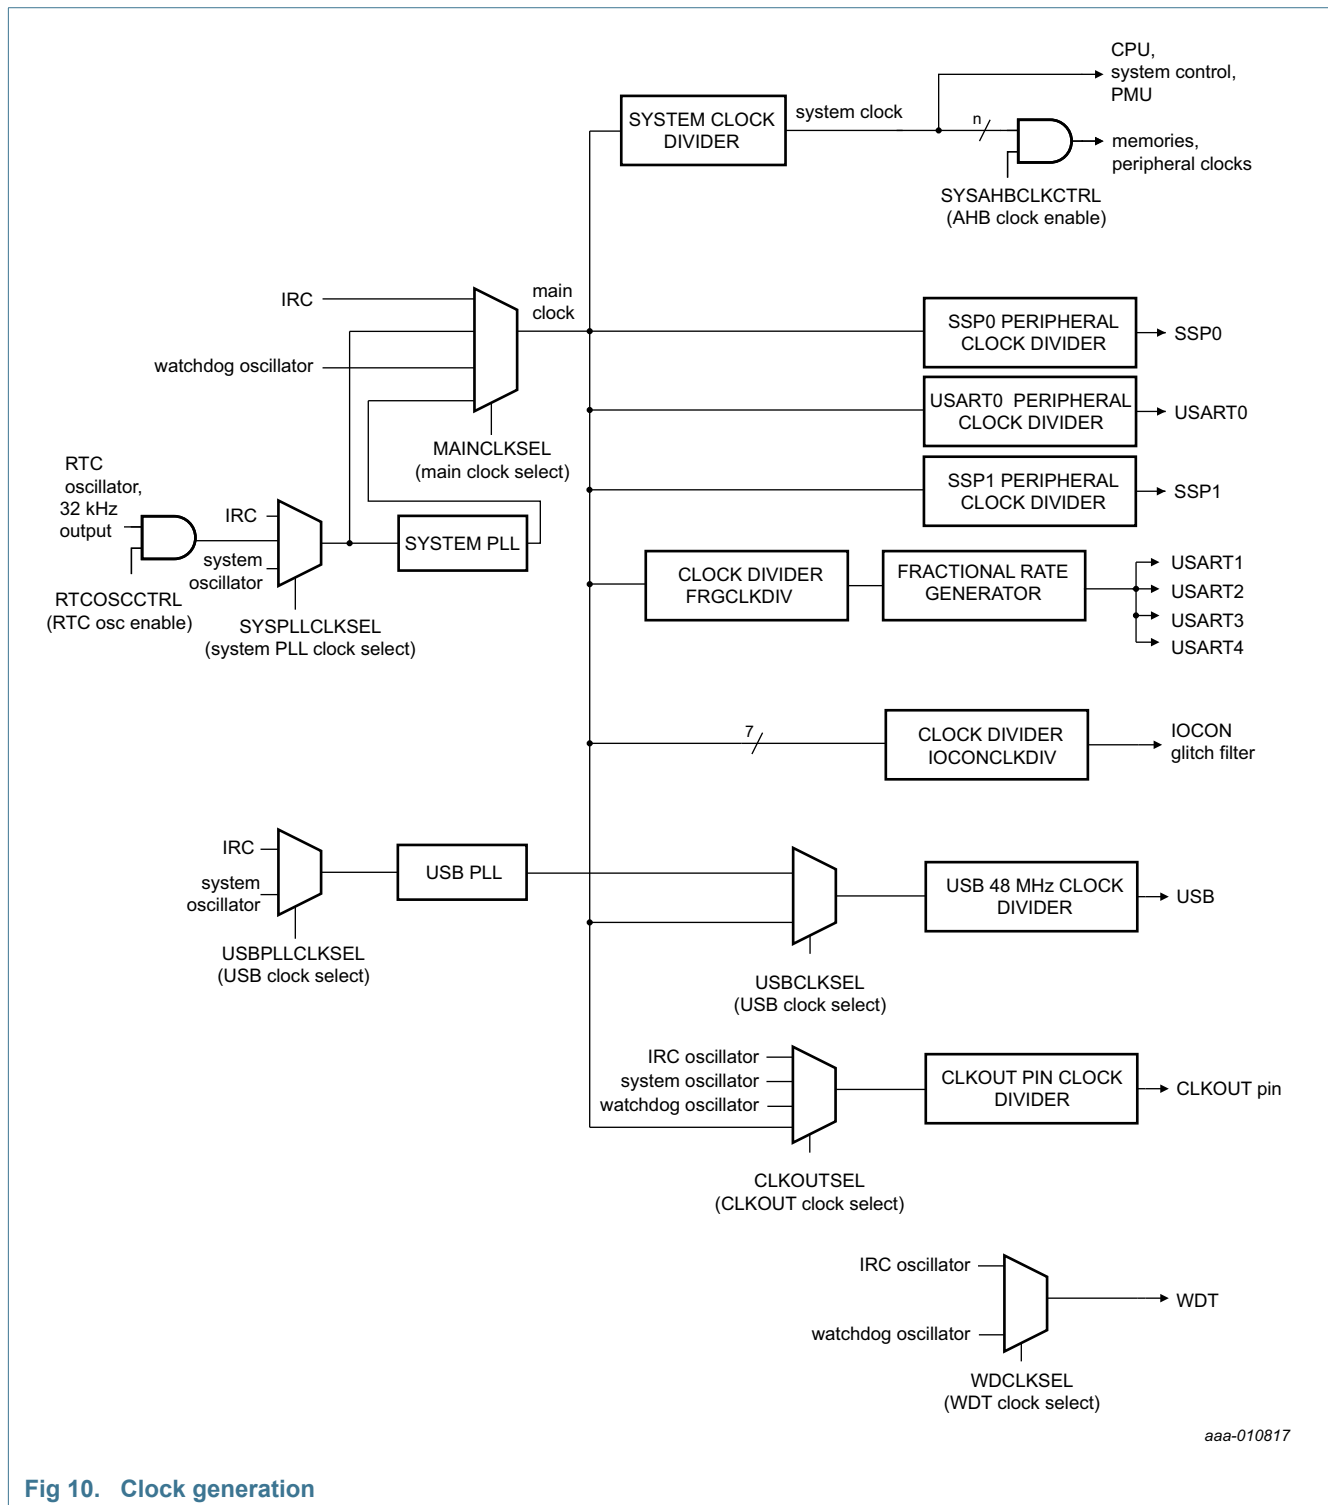 CPU,
system control,
PMU
SYSTEM CLOCK
DIVIDER
system clock
n
memories,
peripheral clocks
SYSAHBCLKCTRL
(AHB clock enable)
IRC
main
clock
watchdog oscillator
MAINCLKSEL
(main clock select)
SSP0 PERIPHERAL
CLOCK DIVIDER
SSP0
USART0 PERIPHERAL
CLOCK DIVIDER
USART0
SSP1 PERIPHERAL
CLOCK DIVIDER
SSP1
RTC
oscillator,
32 kHz
output
IRC
system
oscillator
SYSTEM PLL
RTCOSCCTRL
(RTC osc enable)
SYSPLLCLKSEL
(system PLL clock select)
CLOCK DIVIDER
FRGCLKDIV
FRACTIONAL RATE
GENERATOR
USART1
USART2
USART3
USART4
7
CLOCK DIVIDER
IOCONCLKDIV
IOCON
glitch filter
IRC
system
oscillator
USB PLL
USBPLLCLKSEL
(USB clock select)
USB 48 MHz CLOCK
DIVIDER
USB
USBCLKSEL
(USB clock select)
IRC oscillator
system oscillator
watchdog oscillator
CLKOUT PIN CLOCK
DIVIDER
CLKOUT pin
CLKOUTSEL
(CLKOUT clock select)
IRC oscillator
watchdog oscillator
WDT
WDCLKSEL
(WDT clock select)
aaa-010817
Fig 10. Clock generation